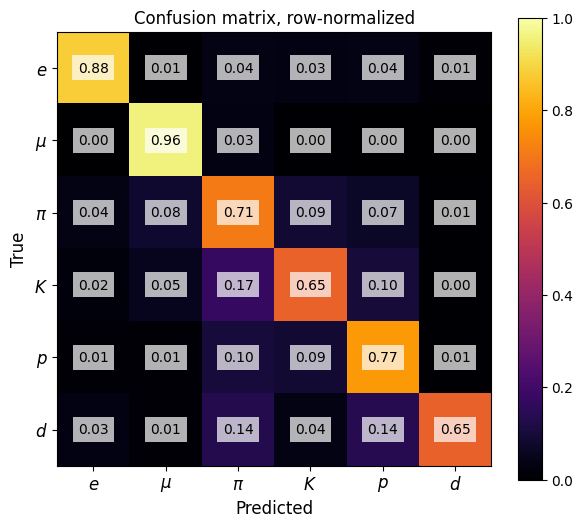 Confusion matrix, row-normalized
True
e 0.88 0.01 0.04 0.03 0.04 0.01
μ 0.00 0.96 0.03 0.00 0.00 0.00
π 0.04 0.08 0.71 0.09 0.07 0.01
K 0.02 0.05 0.17 0.65 0.10 0.00
p 0.01 0.01 0.10 0.09 0.77 0.01
d 0.03 0.01 0.14 0.04 0.14 0.65
e μ π K p d
Predicted
1.0
0.8
0.6
0.4
0.2
0.0